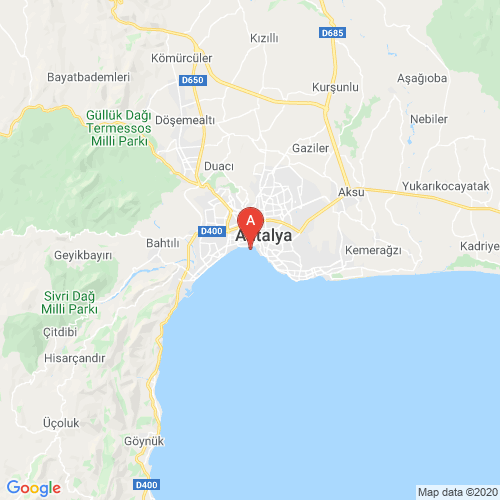 Kızıllı
D685
Kömürcüler
Bayatbademleri
D650
Kurşunlu
Aşağıoba
Güllük Dağı
Termessos
Milli Parkı
Döşemealtı
Nebiler
Gaziler
Duacı
Aksu
Yukarıkocayatak
A
D400
Antalya
Bahtılı
Kemerağzı
Kadriye
Geyikbayırı
Sivri Dağ
Milli Parkı
Çitdibi
Hisarçandır
Üçoluk
Göynük
D400
Google
Map data ©2020